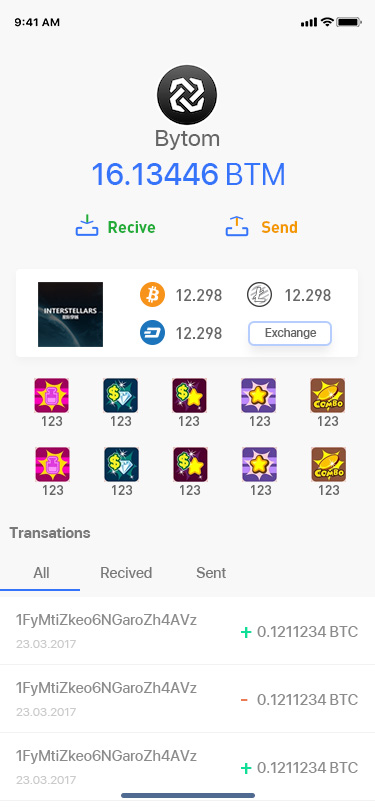 9:41 AM
Bytom
16.13446 BTM
Recive
Send
INTERSTELLARS
12.298
12.298
12.298
Exchange
COMBO
123
123
123
123
123
COMBO
123
123
123
123
123
Transations
All
Recived
Sent
1FyMtiZkeo6NGaroZh4AVz
+ 0.1211234 BTC
23.03.2017
1FyMtiZkeo6NGaroZh4AVz
- 0.1211234 BTC
23.03.2017
1FyMtiZkeo6NGaroZh4AVz
+ 0.1211234 BTC
23.03.2017